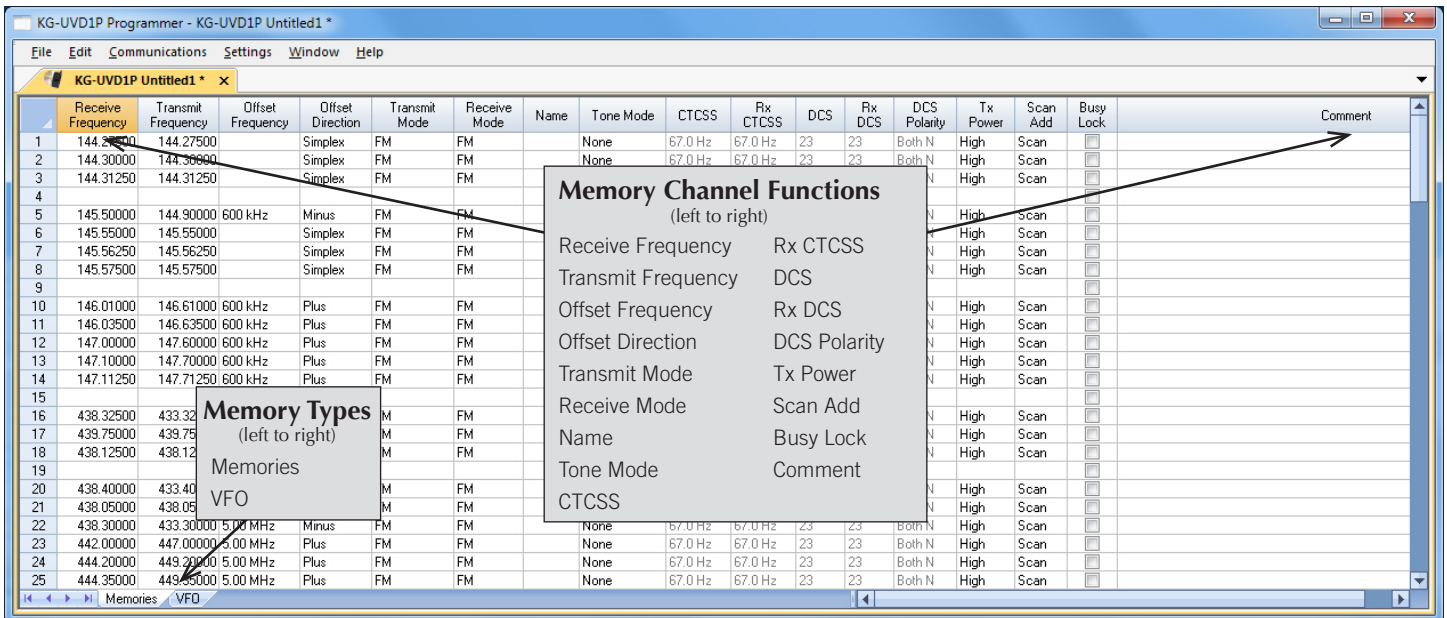 KG-UVD1P Programmer - KG-UVD1P Untitled1 *
File Edit Communications Settings Window Help
KG-UVD1P Untitled1 * x
Receive Frequency Transmit Frequency Offset Frequency Offset Direction Transmit Mode Receive Mode Name Tone Mode CTCSS Rx CTCSS DCS Rx DCS DCS Polarity Tx Power Scan Add Busy Lock Comment
1 144.27500 144.27500 Simplex FM FM None 67.0 Hz 67.0 Hz 23 23 Both N High Scan
2 144.30000 144.30000 Simplex FM FM None 67.0 Hz 67.0 Hz 23 23 Both N High Scan
3 144.31250 144.31250 Simplex FM FM N High Scan
4
5 145.50000 144.90000 600 kHz Minus FM FM N High Scan
6 145.55000 145.55000 Simplex FM FM N High Scan
7 145.56250 145.56250 Simplex FM FM N High Scan
8 145.57500 145.57500 Simplex FM FM N High Scan
9
10 146.01000 146.61000 600 kHz Plus FM FM N High Scan
11 146.03500 146.63500 600 kHz Plus FM FM N High Scan
12 147.00000 147.60000 600 kHz Plus FM FM N High Scan
13 147.10000 147.70000 600 kHz Plus FM FM N High Scan
14 147.11250 147.71250 600 kHz Plus FM FM N High Scan
15
16 438.32500 433.32 M FM N High Scan
17 439.75000 439.75 M FM N High Scan
18 438.12500 438.12 M FM N High Scan
19
20 438.40000 433.40 M FM N High Scan
21 438.05000 438.05 M FM N High Scan
22 438.30000 433.30000 5.00 MHz Minus FM FM None 67.0 Hz 67.0 Hz 23 23 Both N High Scan
23 442.00000 447.00000 5.00 MHz Plus FM FM None 67.0 Hz 67.0 Hz 23 23 Both N High Scan
24 444.20000 449.20000 5.00 MHz Plus FM FM None 67.0 Hz 67.0 Hz 23 23 Both N High Scan
25 444.35000 449.35000 5.00 MHz Plus FM FM None 67.0 Hz 67.0 Hz 23 23 Both N High Scan
Memories VFO
Memory Channel Functions
(left to right)
Receive Frequency Rx CTCSS
Transmit Frequency DCS
Offset Frequency Rx DCS
Offset Direction DCS Polarity
Transmit Mode Tx Power
Receive Mode Scan Add
Name Busy Lock
Tone Mode Comment
CTCSS
Memory Types
(left to right)
Memories
VFO